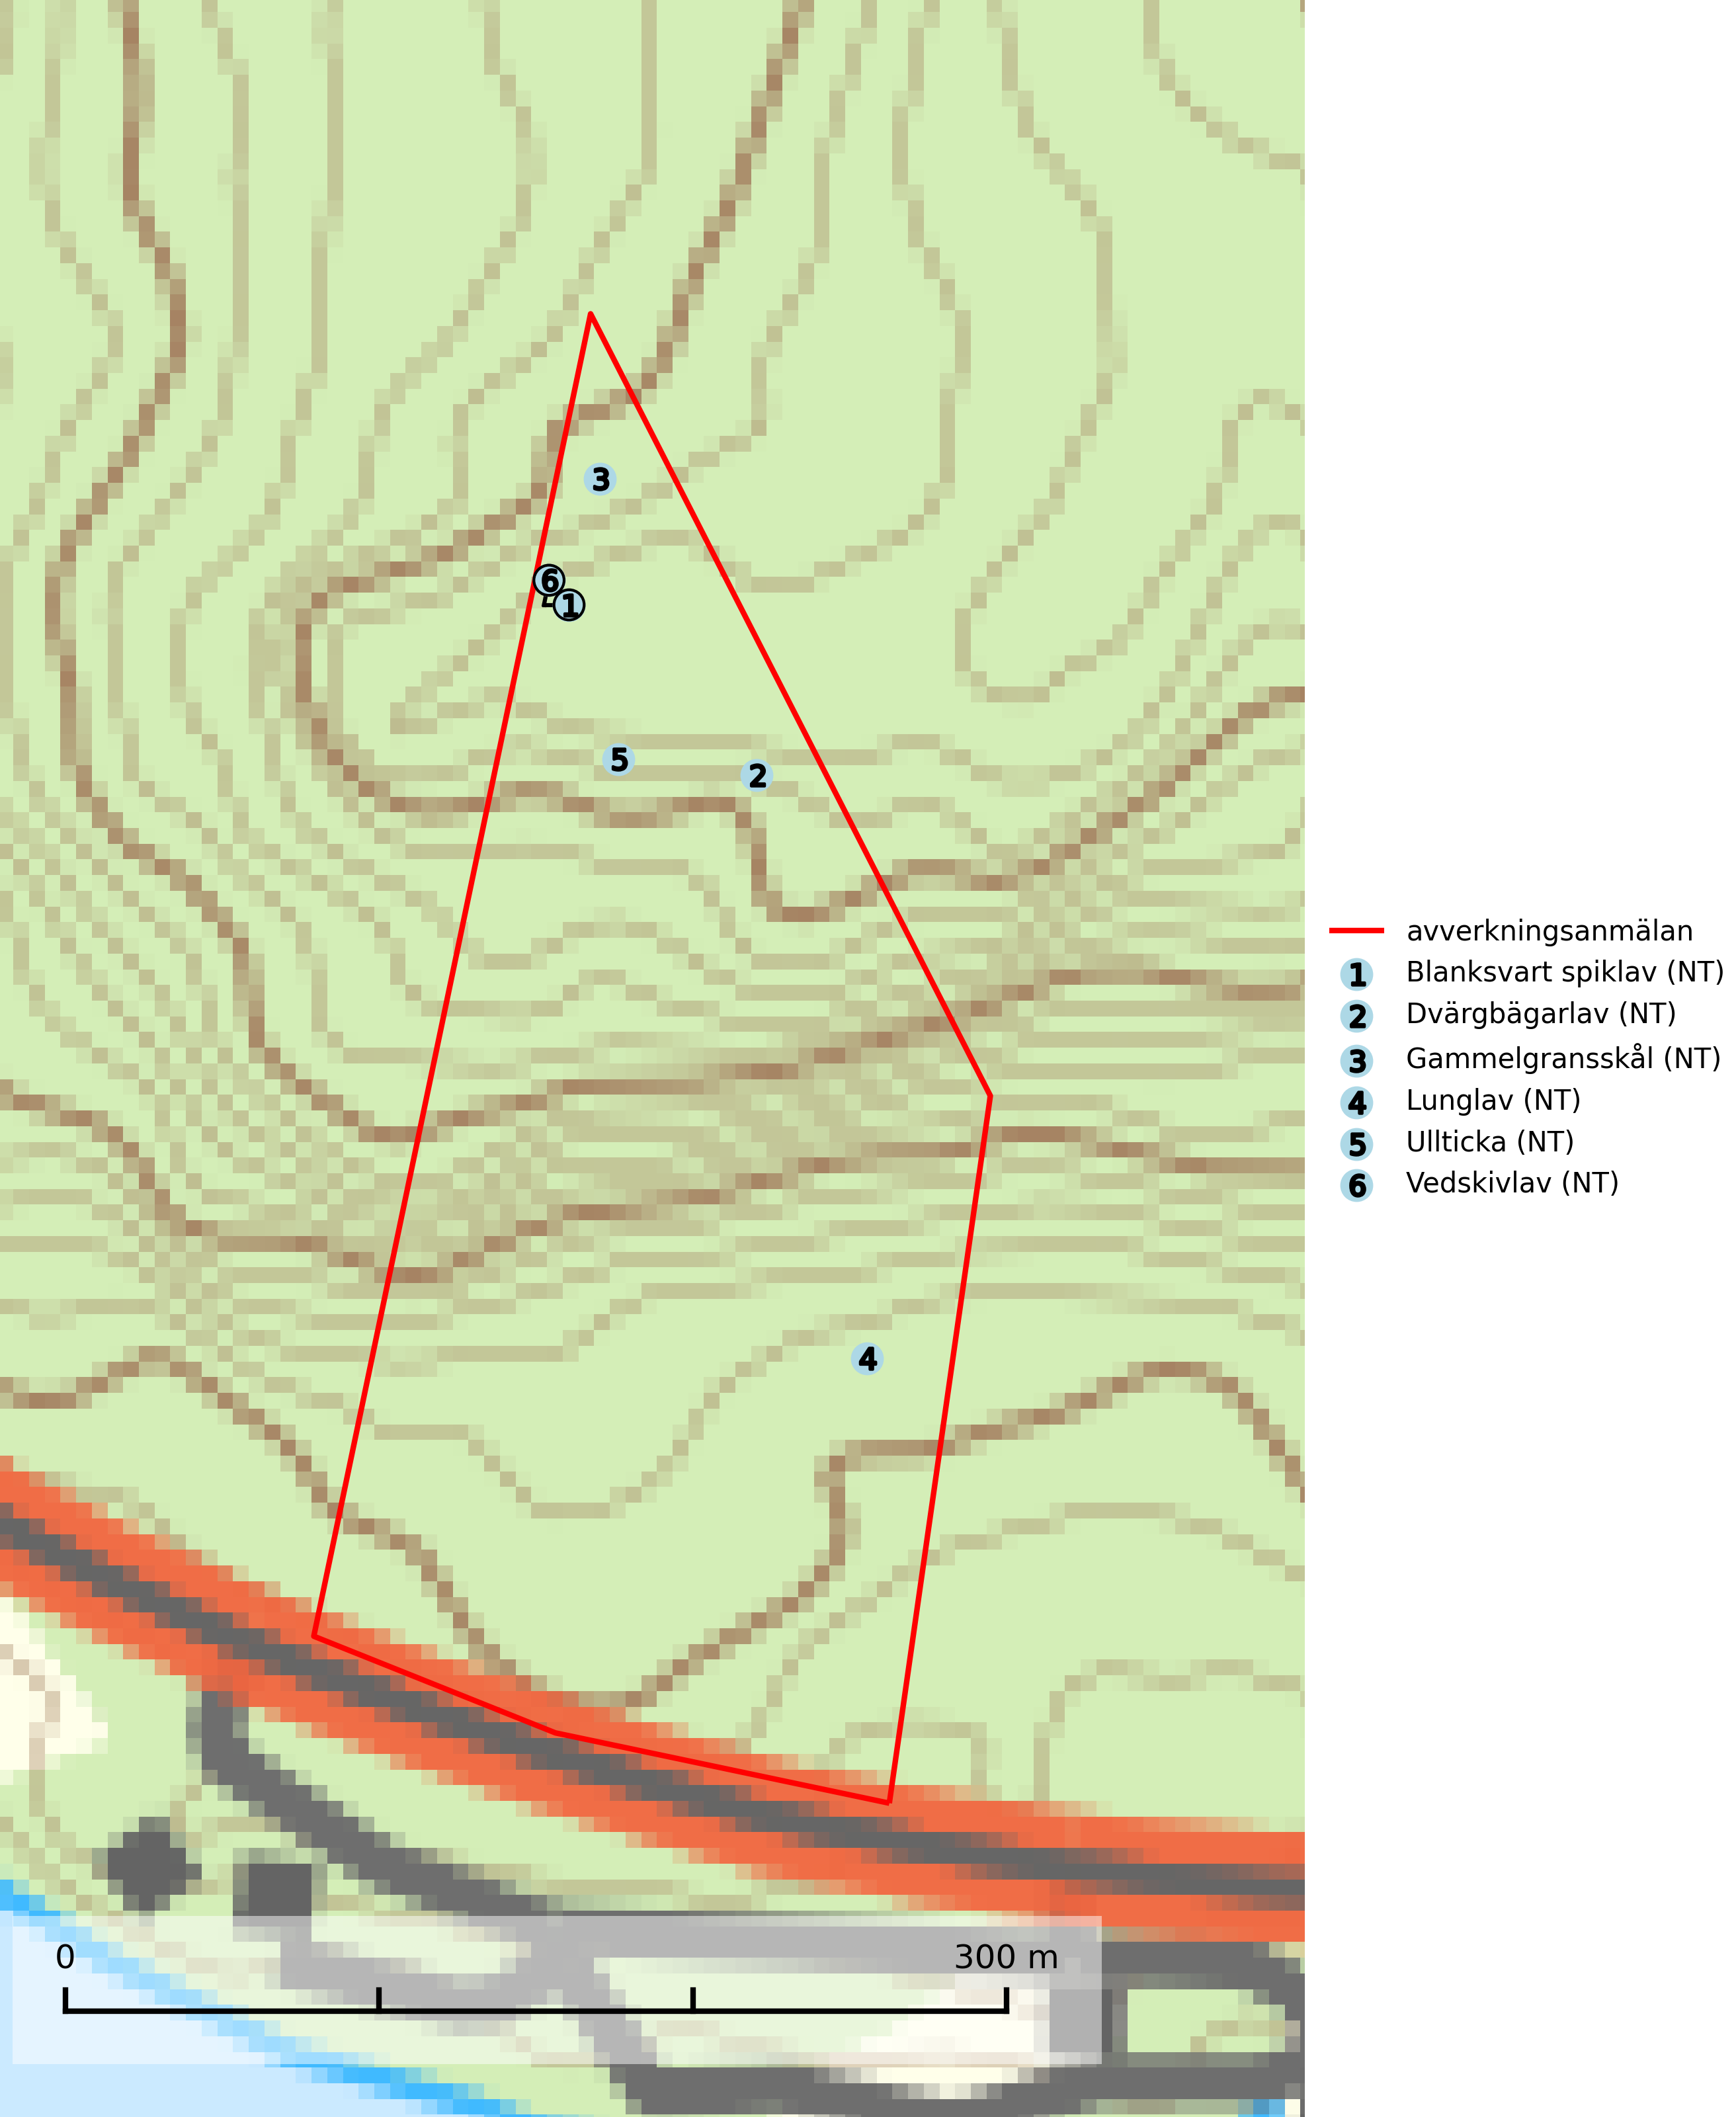 3
6
1
5
2
4
avverkningsanmälan
1 Blanksvart spiklav (NT)
2 Dvärgbägarlav (NT)
3 Gammelgransskål (NT)
4 Lunglav (NT)
5 Ullticka (NT)
6 Vedskivlav (NT)
0 300 m